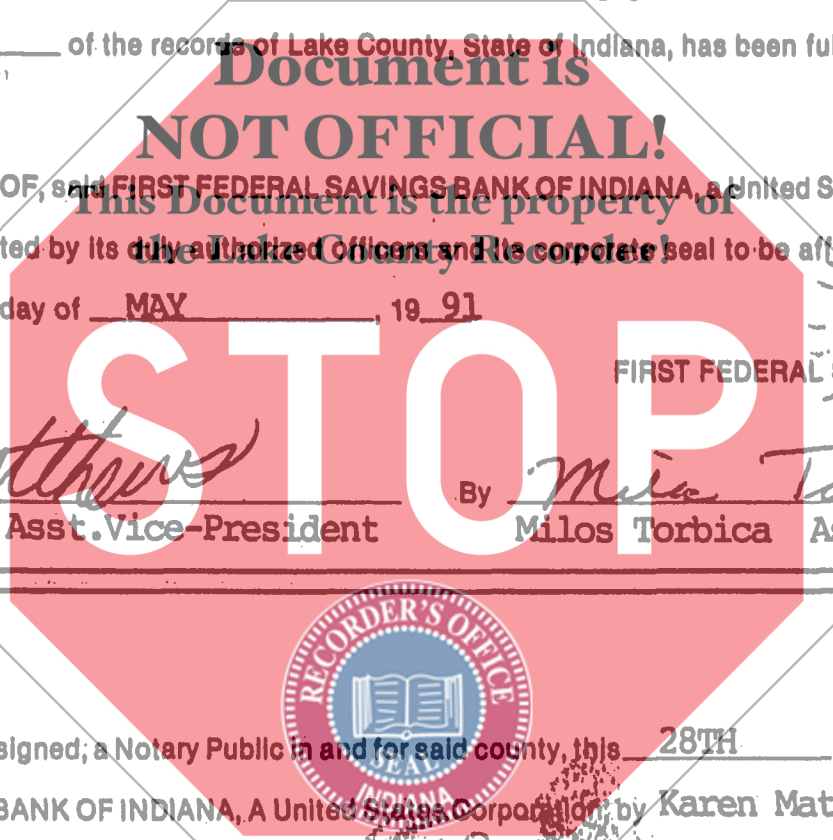 of the records of Lake County, State of Indiana, has been ful
Document is
NOT OFFICIAL!
OF, said FIRST FEDERAL SAVINGS BANK OF INDIANA, a United S
This Document is the property of
ted by its duly authorized officers and its corporate seal to be aff
the Lake County Recorder!
day of MAY, 19 91
STOP
FIRST FEDERAL
By
Asst.Vice-President Milos Torbica As
RECORDER'S OFFICE
SEAL
INDIANA
signed, a Notary Public in and for said county, this 28TH
BANK OF INDIANA, A United States Corporation, by Karen Mat